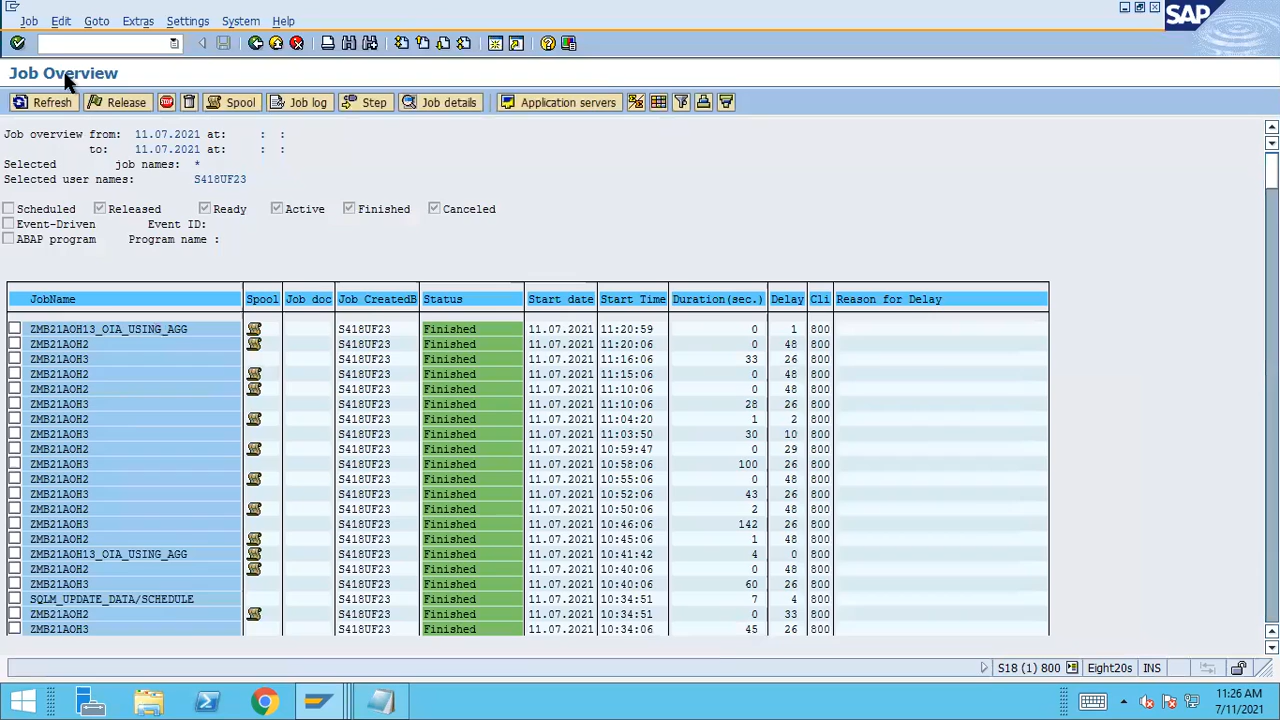 Job Edit Goto Extras Settings System Help
SAP
Job Overview
Refresh Release Spool Job log Step Job details Application servers
Job overview from: 11.07.2021 at: : :
to: 11.07.2021 at: : :
Selected job names: *
Selected user names: S418UF23
Scheduled Released Ready Active Finished Canceled
Event-Driven Event ID:
ABAP program Program name :
JobName Spool Job doc Job CreatedB Status Start date Start Time Duration(sec.) Delay Cli Reason for Delay
ZMB21AOH13_OIA_USING_AGG S418UF23 Finished 11.07.2021 11:20:59 0 1 800
ZMB21AOH2 S418UF23 Finished 11.07.2021 11:20:06 0 48 800
ZMB21AOH3 S418UF23 Finished 11.07.2021 11:16:06 33 26 800
ZMB21AOH2 S418UF23 Finished 11.07.2021 11:15:06 0 48 800
ZMB21AOH2 S418UF23 Finished 11.07.2021 11:10:06 0 48 800
ZMB21AOH3 S418UF23 Finished 11.07.2021 11:10:06 28 26 800
ZMB21AOH2 S418UF23 Finished 11.07.2021 11:04:20 1 2 800
ZMB21AOH3 S418UF23 Finished 11.07.2021 11:03:50 30 10 800
ZMB21AOH2 S418UF23 Finished 11.07.2021 10:59:47 0 29 800
ZMB21AOH3 S418UF23 Finished 11.07.2021 10:58:06 100 26 800
ZMB21AOH2 S418UF23 Finished 11.07.2021 10:55:06 0 48 800
ZMB21AOH3 S418UF23 Finished 11.07.2021 10:52:06 43 26 800
ZMB21AOH2 S418UF23 Finished 11.07.2021 10:50:06 2 48 800
ZMB21AOH3 S418UF23 Finished 11.07.2021 10:46:06 142 26 800
ZMB21AOH2 S418UF23 Finished 11.07.2021 10:45:06 1 48 800
ZMB21AOH13_OIA_USING_AGG S418UF23 Finished 11.07.2021 10:41:42 4 0 800
ZMB21AOH2 S418UF23 Finished 11.07.2021 10:40:06 0 48 800
ZMB21AOH3 S418UF23 Finished 11.07.2021 10:40:06 60 26 800
SQLM_UPDATE_DATA/SCHEDULE S418UF23 Finished 11.07.2021 10:34:51 7 4 800
ZMB21AOH2 S418UF23 Finished 11.07.2021 10:34:51 0 33 800
ZMB21AOH3 S418UF23 Finished 11.07.2021 10:34:06 45 26 800
S18 (1) 800 Eight20s INS
11:26 AM
7/11/2021